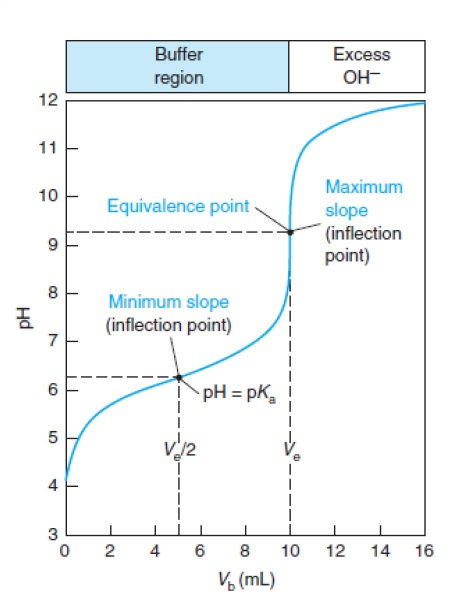 Buffer
region
Excess
OH−
12
11
10
9
8
7
6
5
4
3
pH
Equivalence point
Maximum
slope
(inflection
point)
Minimum slope
(inflection point)
pH = pKₐ
Vₑ/2
Vₑ
0 2 4 6 8 10 12 14 16
V_b (mL)